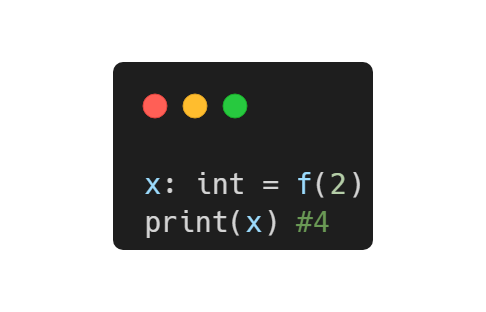 x: int = f(2)
print(x) #4